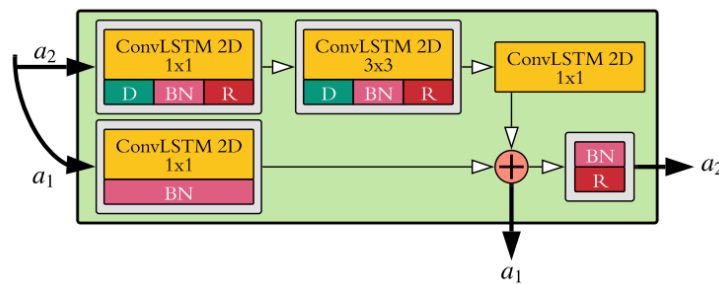 a₂
ConvLSTM 2D
1x1
D BN R
ConvLSTM 2D
3x3
D BN R
ConvLSTM 2D
1x1
a₁
ConvLSTM 2D
1x1
BN
+
BN
R
a₂
a₁